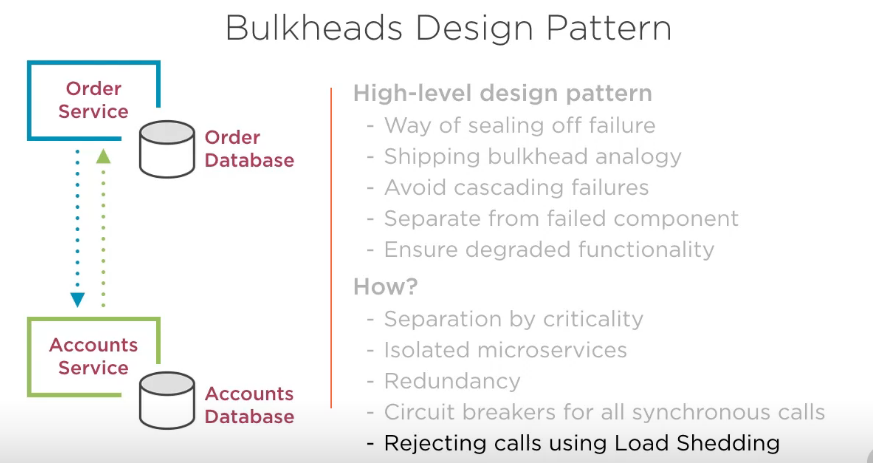 Bulkheads Design Pattern
Order
Service
Order
Database
Accounts
Service
Accounts
Database
High-level design pattern
- Way of sealing off failure
- Shipping bulkhead analogy
- Avoid cascading failures
- Separate from failed component
- Ensure degraded functionality
How?
- Separation by criticality
- Isolated microservices
- Redundancy
- Circuit breakers for all synchronous calls
- Rejecting calls using Load Shedding